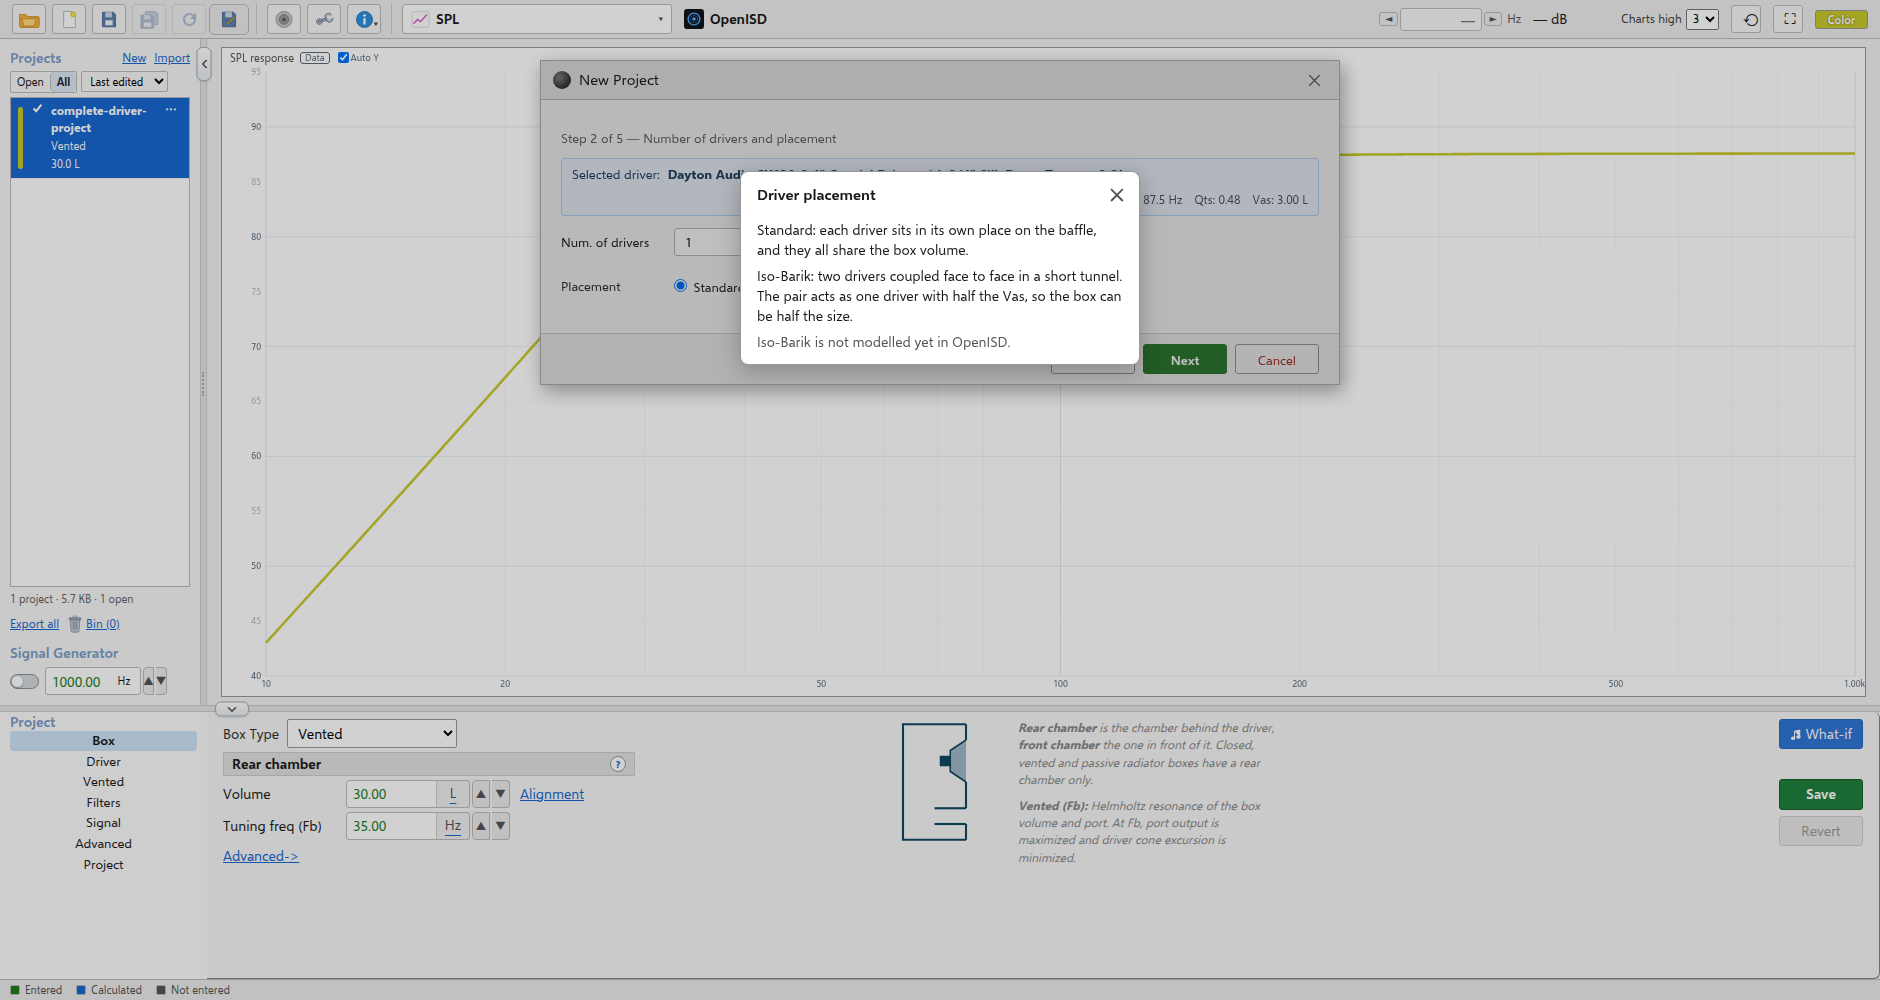 SPL
OpenISD
—
Hz
— dB
Charts high
3
Color
Projects
New
Import
Open
All
Last edited
complete-driver-
project
Vented
30.0 L
1 project · 5.7 KB · 1 open
Export all
Bin (0)
Signal Generator
1000.00
Hz
SPL response
Data
Auto Y
95
90
85
80
75
70
65
60
55
50
45
40
10
20
50
100
200
500
1.00k
New Project
Step 2 of 5 — Number of drivers and placement
Selected driver: Dayton Aud
87.5 Hz Qts: 0.48 Vas: 3.00 L
Num. of drivers
1
Placement
Standard
Next
Cancel
Driver placement
Standard: each driver sits in its own place on the baffle,
and they all share the box volume.
Iso-Barik: two drivers coupled face to face in a short tunnel.
The pair acts as one driver with half the Vas, so the box can
be half the size.
Iso-Barik is not modelled yet in OpenISD.
Project
Box
Driver
Vented
Filters
Signal
Advanced
Project
Box Type
Vented
Rear chamber
?
Volume
30.00
L
Alignment
Tuning freq (Fb)
35.00
Hz
Advanced->
Rear chamber is the chamber behind the driver,
front chamber the one in front of it. Closed,
vented and passive radiator boxes have a rear
chamber only.
Vented (Fb): Helmholtz resonance of the box
volume and port. At Fb, port output is
maximized and driver cone excursion is
minimized.
What-if
Save
Revert
Entered
Calculated
Not entered